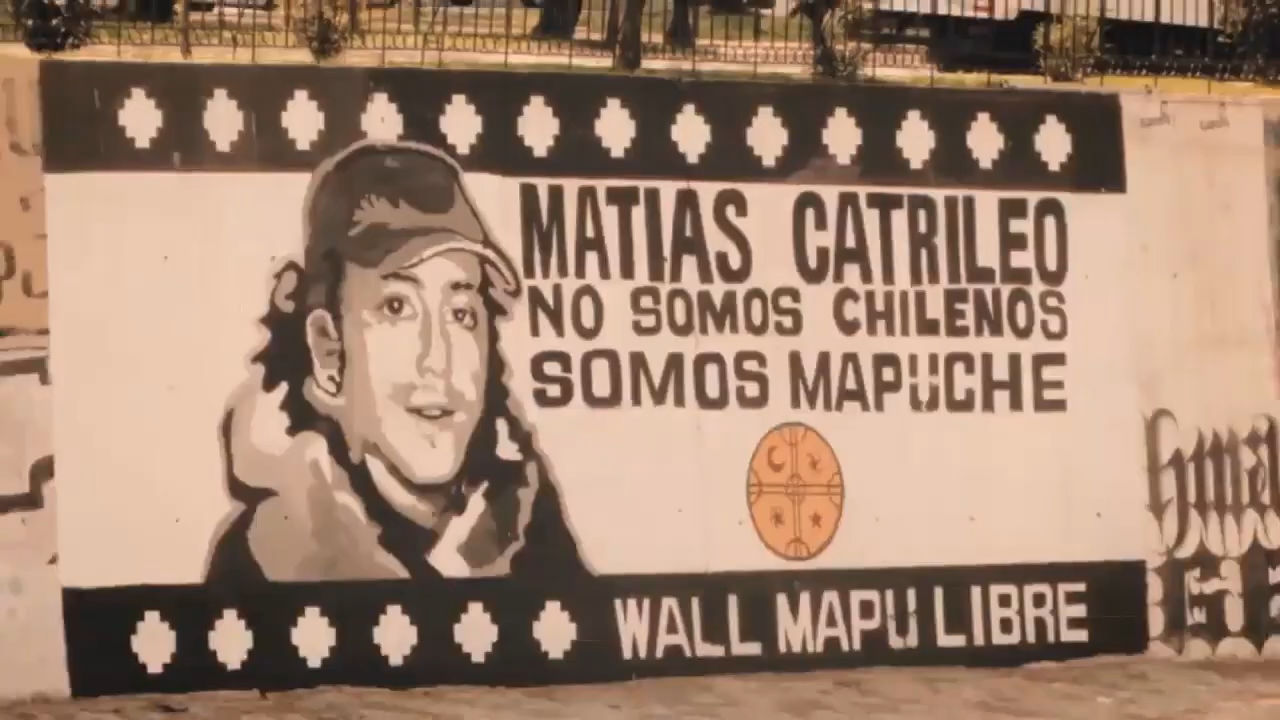 MATIAS CATRILEO
NO SOMOS CHILENOS
SOMOS MAPUCHE
WALL MAPU LIBRE